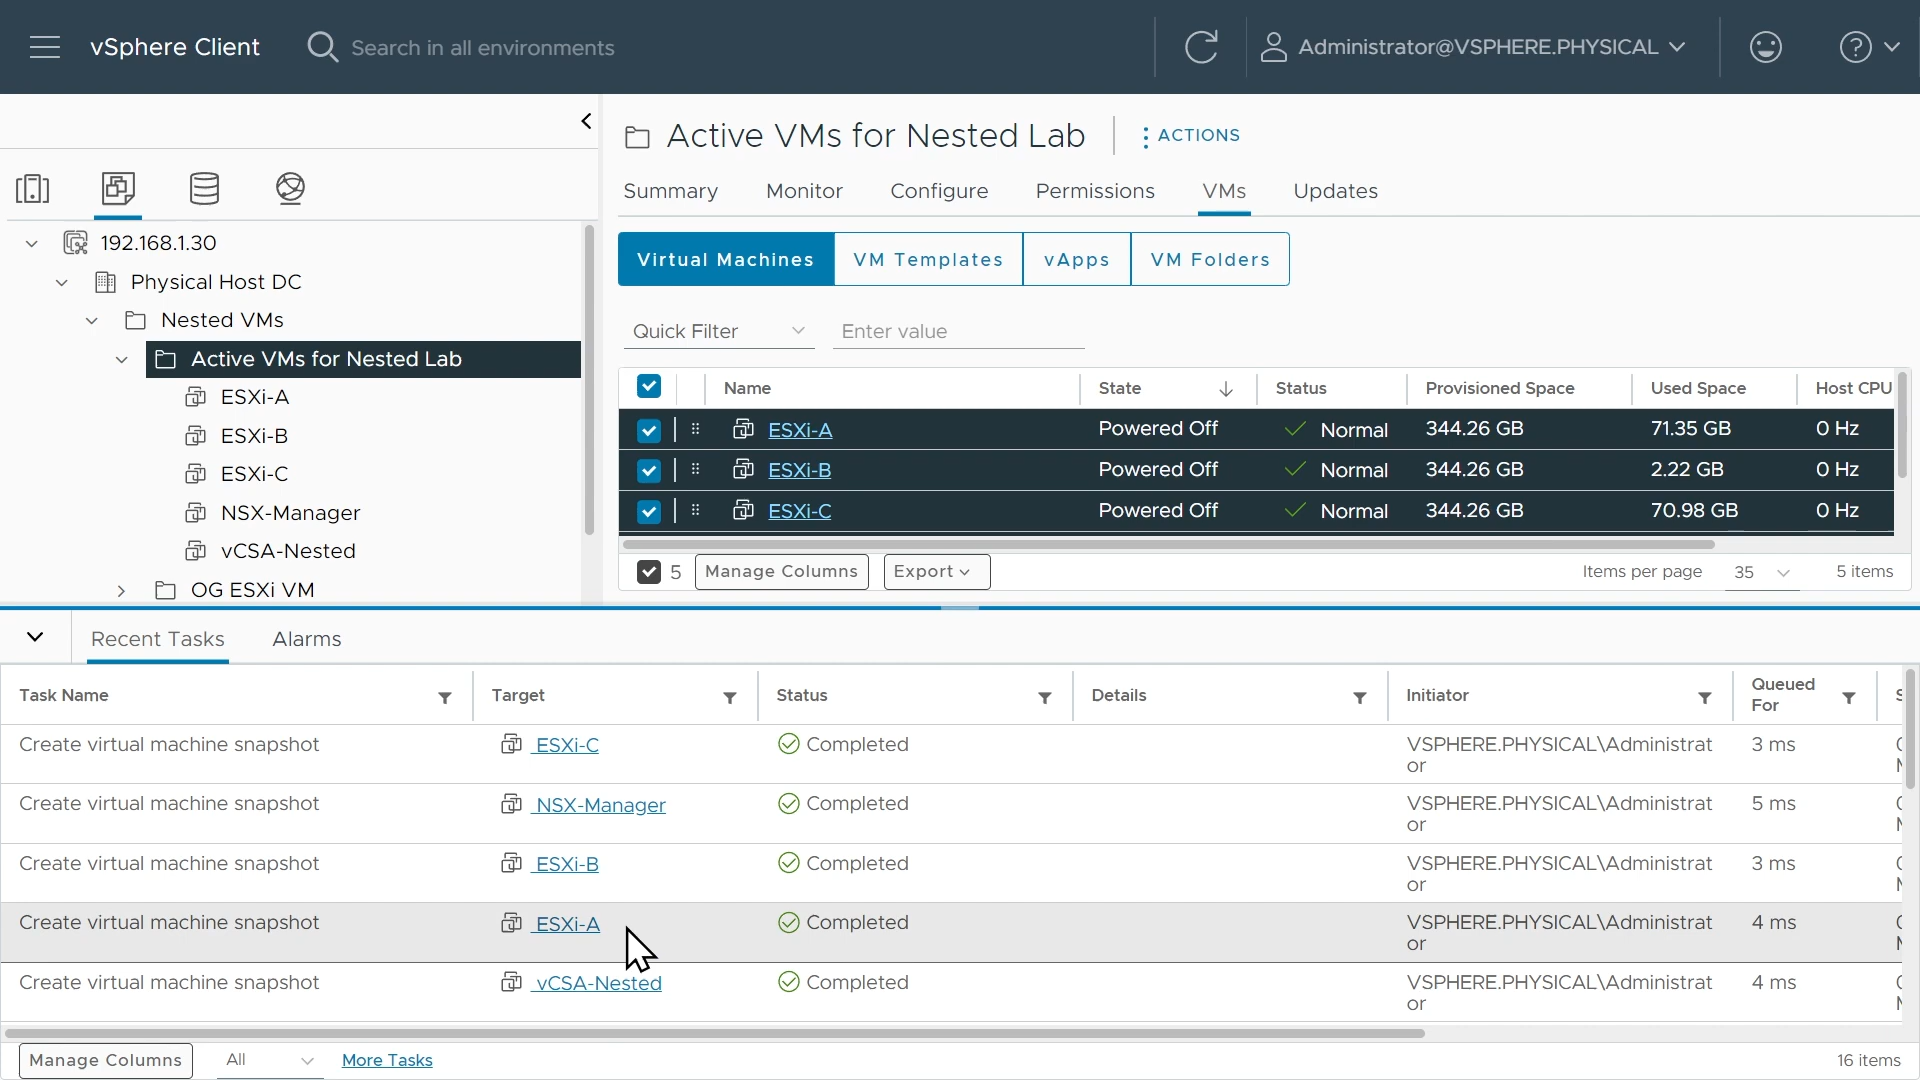 vSphere Client
Search in all environments
Administrator@VSPHERE.PHYSICAL
192.168.1.30
Physical Host DC
Nested VMs
Active VMs for Nested Lab
ESXi-A
ESXi-B
ESXi-C
NSX-Manager
vCSA-Nested
OG ESXi VM
Active VMs for Nested Lab
ACTIONS
Summary Monitor Configure Permissions VMs Updates
Virtual Machines VM Templates vApps VM Folders
Quick Filter Enter value
Name State Status Provisioned Space Used Space Host CPU
ESXi-A Powered Off Normal 344.26 GB 71.35 GB 0 Hz
ESXi-B Powered Off Normal 344.26 GB 2.22 GB 0 Hz
ESXi-C Powered Off Normal 344.26 GB 70.98 GB 0 Hz
5 Manage Columns Export Items per page 35 5 items
Recent Tasks Alarms
Task Name Target Status Details Initiator Queued
For
Create virtual machine snapshot ESXi-C Completed VSPHERE.PHYSICAL\Administrat 3 ms
or
Create virtual machine snapshot NSX-Manager Completed VSPHERE.PHYSICAL\Administrat 5 ms
or
Create virtual machine snapshot ESXi-B Completed VSPHERE.PHYSICAL\Administrat 3 ms
or
Create virtual machine snapshot ESXi-A Completed VSPHERE.PHYSICAL\Administrat 4 ms
or
Create virtual machine snapshot vCSA-Nested Completed VSPHERE.PHYSICAL\Administrat 4 ms
or
Manage Columns All More Tasks 16 items